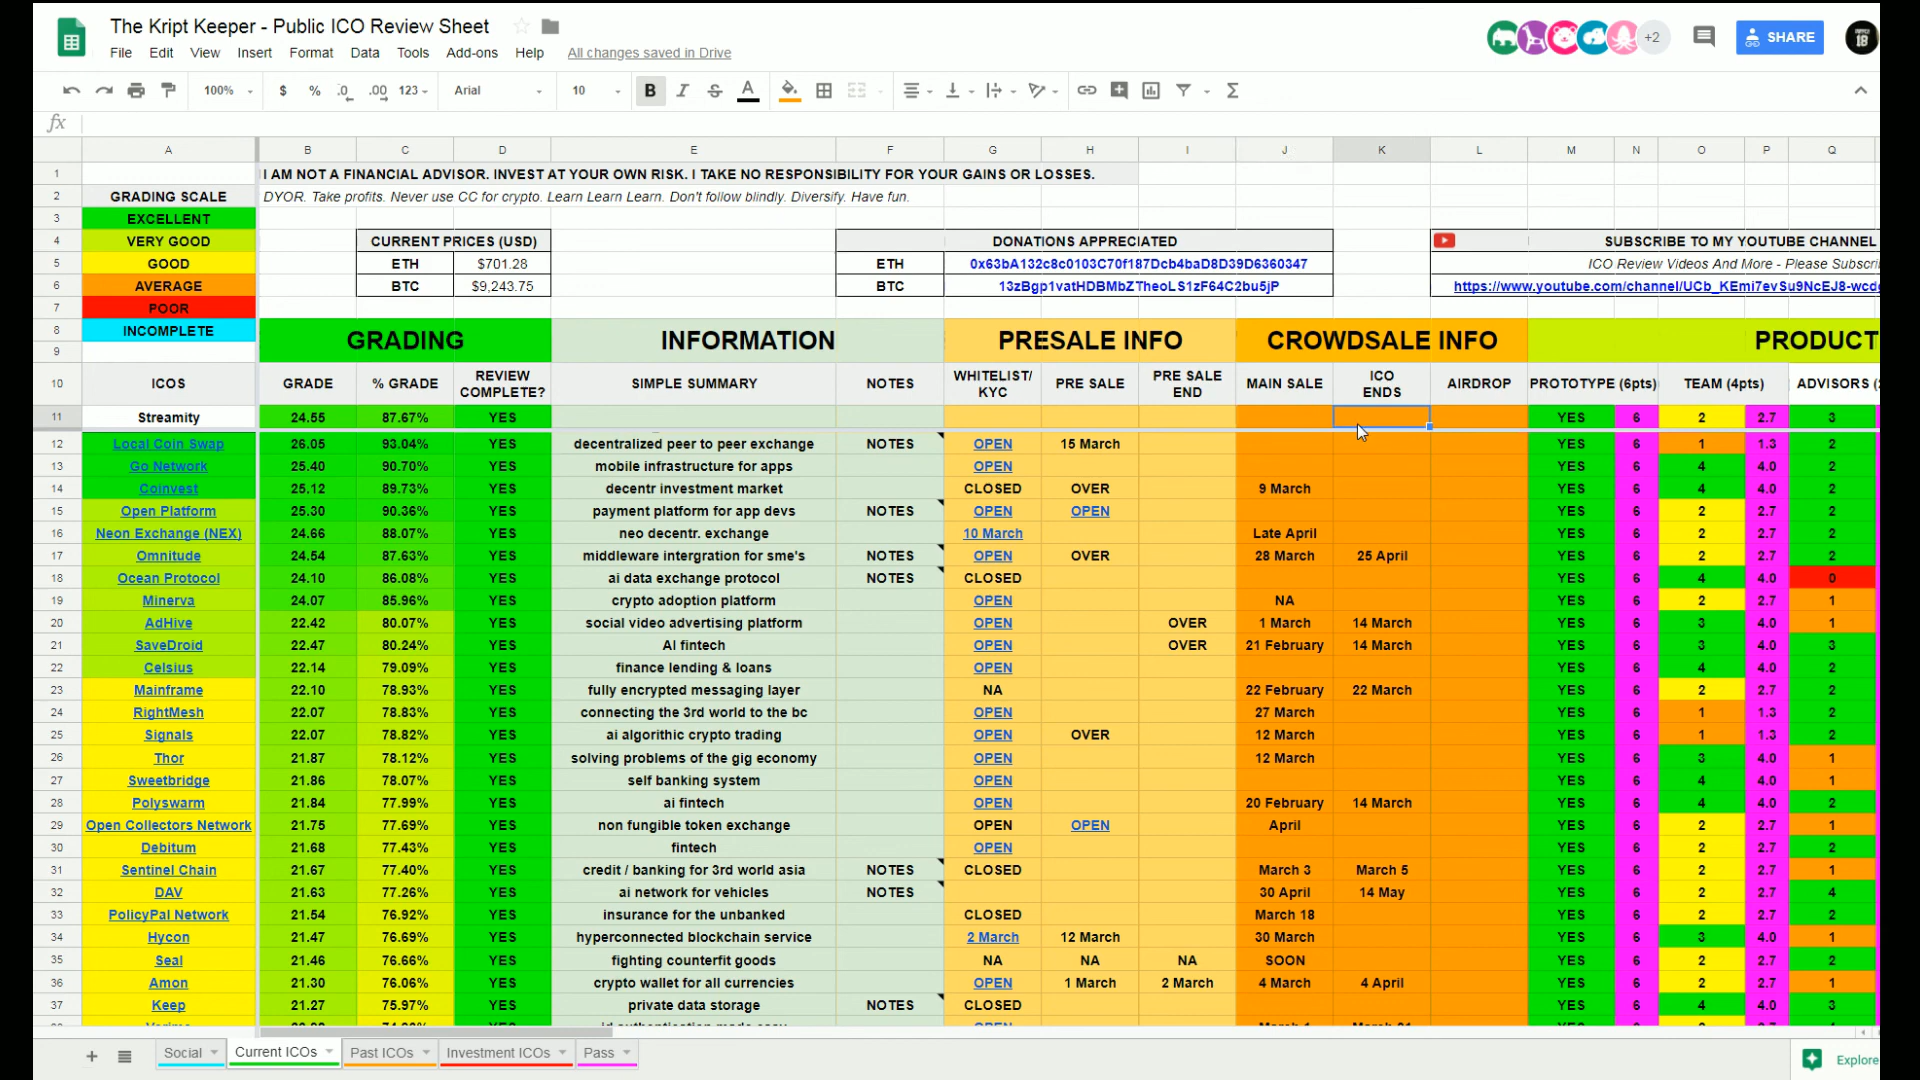 The Kript Keeper - Public ICO Review Sheet
File Edit View Insert Format Data Tools Add-ons Help All changes saved in Drive
+2 SHARE 18
100% $ % .0 .00 123 Arial 10 B I S A Σ
fx
A B C D E F G H I J K L M N O P Q
1 I AM NOT A FINANCIAL ADVISOR. INVEST AT YOUR OWN RISK. I TAKE NO RESPONSIBILITY FOR YOUR GAINS OR LOSSES.
2 GRADING SCALE DYOR. Take profits. Never use CC for crypto. Learn Learn Learn. Don't follow blindly. Diversify. Have fun.
3 EXCELLENT
4 VERY GOOD CURRENT PRICES (USD) DONATIONS APPRECIATED SUBSCRIBE TO MY YOUTUBE CHANNEL
5 GOOD ETH $701.28 ETH 0x63bA132c8c0103C70f187Dcb4baD8D39D6360347 ICO Review Videos And More - Please Subscri
6 AVERAGE BTC $9,243.75 BTC 13zBgp1vatHDBMbZTheoLS1zF64C2bu5jP https://www.youtube.com/channel/UCb_KEmi7evSu9NcEJ8-wcd
7 POOR
8 INCOMPLETE GRADING INFORMATION PRESALE INFO CROWDSALE INFO PRODUCT
9
10 ICOS GRADE % GRADE REVIEW COMPLETE? SIMPLE SUMMARY NOTES WHITELIST/ KYC PRE SALE PRE SALE END MAIN SALE ICO ENDS AIRDROP PROTOTYPE (6pts) TEAM (4pts) ADVISORS (
11 Streamity 24.55 87.67% YES YES 6 2 2.7 3
12 Local Coin Swap 26.05 93.04% YES decentralized peer to peer exchange NOTES OPEN 15 March YES 6 1 1.3 2
13 Go Network 25.40 90.70% YES mobile infrastructure for apps OPEN YES 6 4 4.0 2
14 Coinvest 25.12 89.73% YES decentr investment market CLOSED OVER 9 March YES 6 4 4.0 2
15 Open Platform 25.30 90.36% YES payment platform for app devs NOTES OPEN OPEN YES 6 2 2.7 2
16 Neon Exchange (NEX) 24.66 88.07% YES neo decentr. exchange 10 March Late April YES 6 2 2.7 2
17 Omnitude 24.54 87.63% YES middleware intergration for sme's NOTES OPEN OVER 28 March 25 April YES 6 2 2.7 2
18 Ocean Protocol 24.10 86.08% YES ai data exchange protocol NOTES CLOSED YES 6 4 4.0 0
19 Minerva 24.07 85.96% YES crypto adoption platform OPEN NA YES 6 2 2.7 1
20 AdHive 22.42 80.07% YES social video advertising platform OPEN OVER 1 March 14 March YES 6 3 4.0 1
21 SaveDroid 22.47 80.24% YES AI fintech OPEN OVER 21 February 14 March YES 6 3 4.0 3
22 Celsius 22.14 79.09% YES finance lending & loans OPEN YES 6 4 4.0 2
23 Mainframe 22.10 78.93% YES fully encrypted messaging layer NA 22 February 22 March YES 6 2 2.7 2
24 RightMesh 22.07 78.83% YES connecting the 3rd world to the bc OPEN 27 March YES 6 1 1.3 2
25 Signals 22.07 78.82% YES ai algorithic crypto trading OPEN OVER 12 March YES 6 1 1.3 2
26 Thor 21.87 78.12% YES solving problems of the gig economy OPEN 12 March YES 6 3 4.0 1
27 Sweetbridge 21.86 78.07% YES self banking system OPEN YES 6 4 4.0 1
28 Polyswarm 21.84 77.99% YES ai fintech OPEN 20 February 14 March YES 6 4 4.0 2
29 Open Collectors Network 21.75 77.69% YES non fungible token exchange OPEN OPEN April YES 6 2 2.7 1
30 Debitum 21.68 77.43% YES fintech OPEN YES 6 2 2.7 2
31 Sentinel Chain 21.67 77.40% YES credit / banking for 3rd world asia NOTES CLOSED March 3 March 5 YES 6 2 2.7 1
32 DAV 21.63 77.26% YES ai network for vehicles NOTES 30 April 14 May YES 6 2 2.7 4
33 PolicyPal Network 21.54 76.92% YES insurance for the unbanked CLOSED March 18 YES 6 2 2.7 2
34 Hycon 21.47 76.69% YES hyperconnected blockchain service 2 March 12 March 30 March YES 6 3 4.0 1
35 Seal 21.46 76.66% YES fighting counterfit goods NA NA NA SOON YES 6 2 2.7 2
36 Amon 21.30 76.06% YES crypto wallet for all currencies OPEN 1 March 2 March 4 March 4 April YES 6 2 2.7 1
37 Keep 21.27 75.97% YES private data storage NOTES CLOSED YES 6 4 4.0 3
Social Current ICOs Past ICOs Investment ICOs Pass Explore